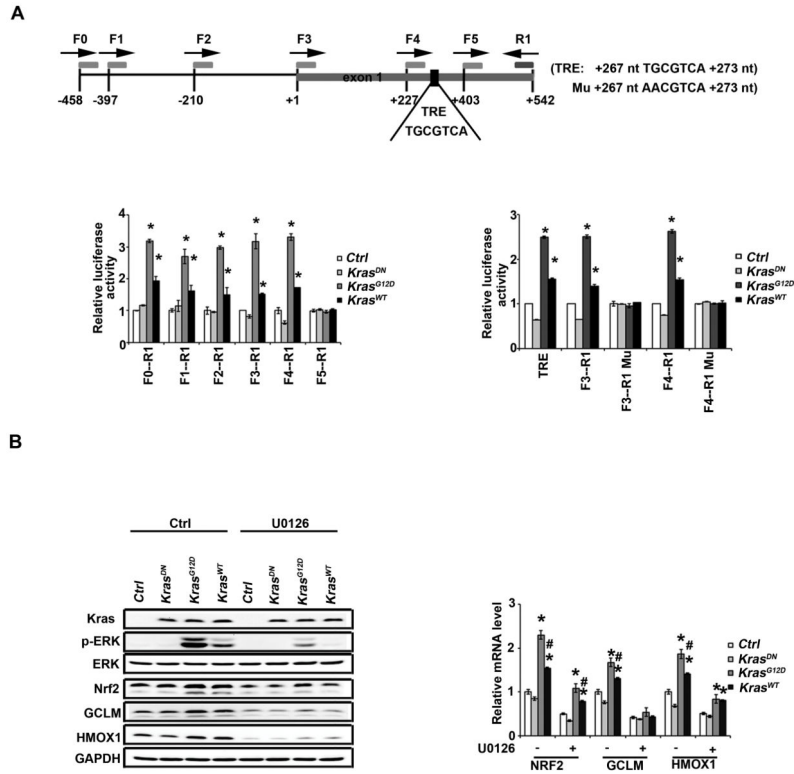 A
F0 F1 F2 F3 F4 F5 R1
exon 1
(TRE: +267 nt TGCGTCA +273 nt)
Mu +267 nt AACGTCA +273 nt)
-458 -397 -210 +1 +227 +403 +542
TRE
TGCGTCA
Relative luciferase activity
4
3
2
1
0
* * * * * * * * * *
Ctrl
Kras^DN
Kras^G12D
Kras^WT
F0--R1 F1--R1 F2--R1 F3--R1 F4--R1 F5--R1
Relative luciferase activity
3
2
1
0
* * * * * *
Ctrl
Kras^DN
Kras^G12D
Kras^WT
TRE F3--R1 F3--R1 Mu F4--R1 F4--R1 Mu
B
Ctrl U0126
Ctrl Kras^DN Kras^G12D Kras^WT Ctrl Kras^DN Kras^G12D Kras^WT
Kras
p-ERK
ERK
Nrf2
GCLM
HMOX1
GAPDH
Relative mRNA level
3
2
1
0
* # * * # * * # * * # * * *
Ctrl
Kras^DN
Kras^G12D
Kras^WT
U0126 - + - + - +
NRF2 GCLM HMOX1